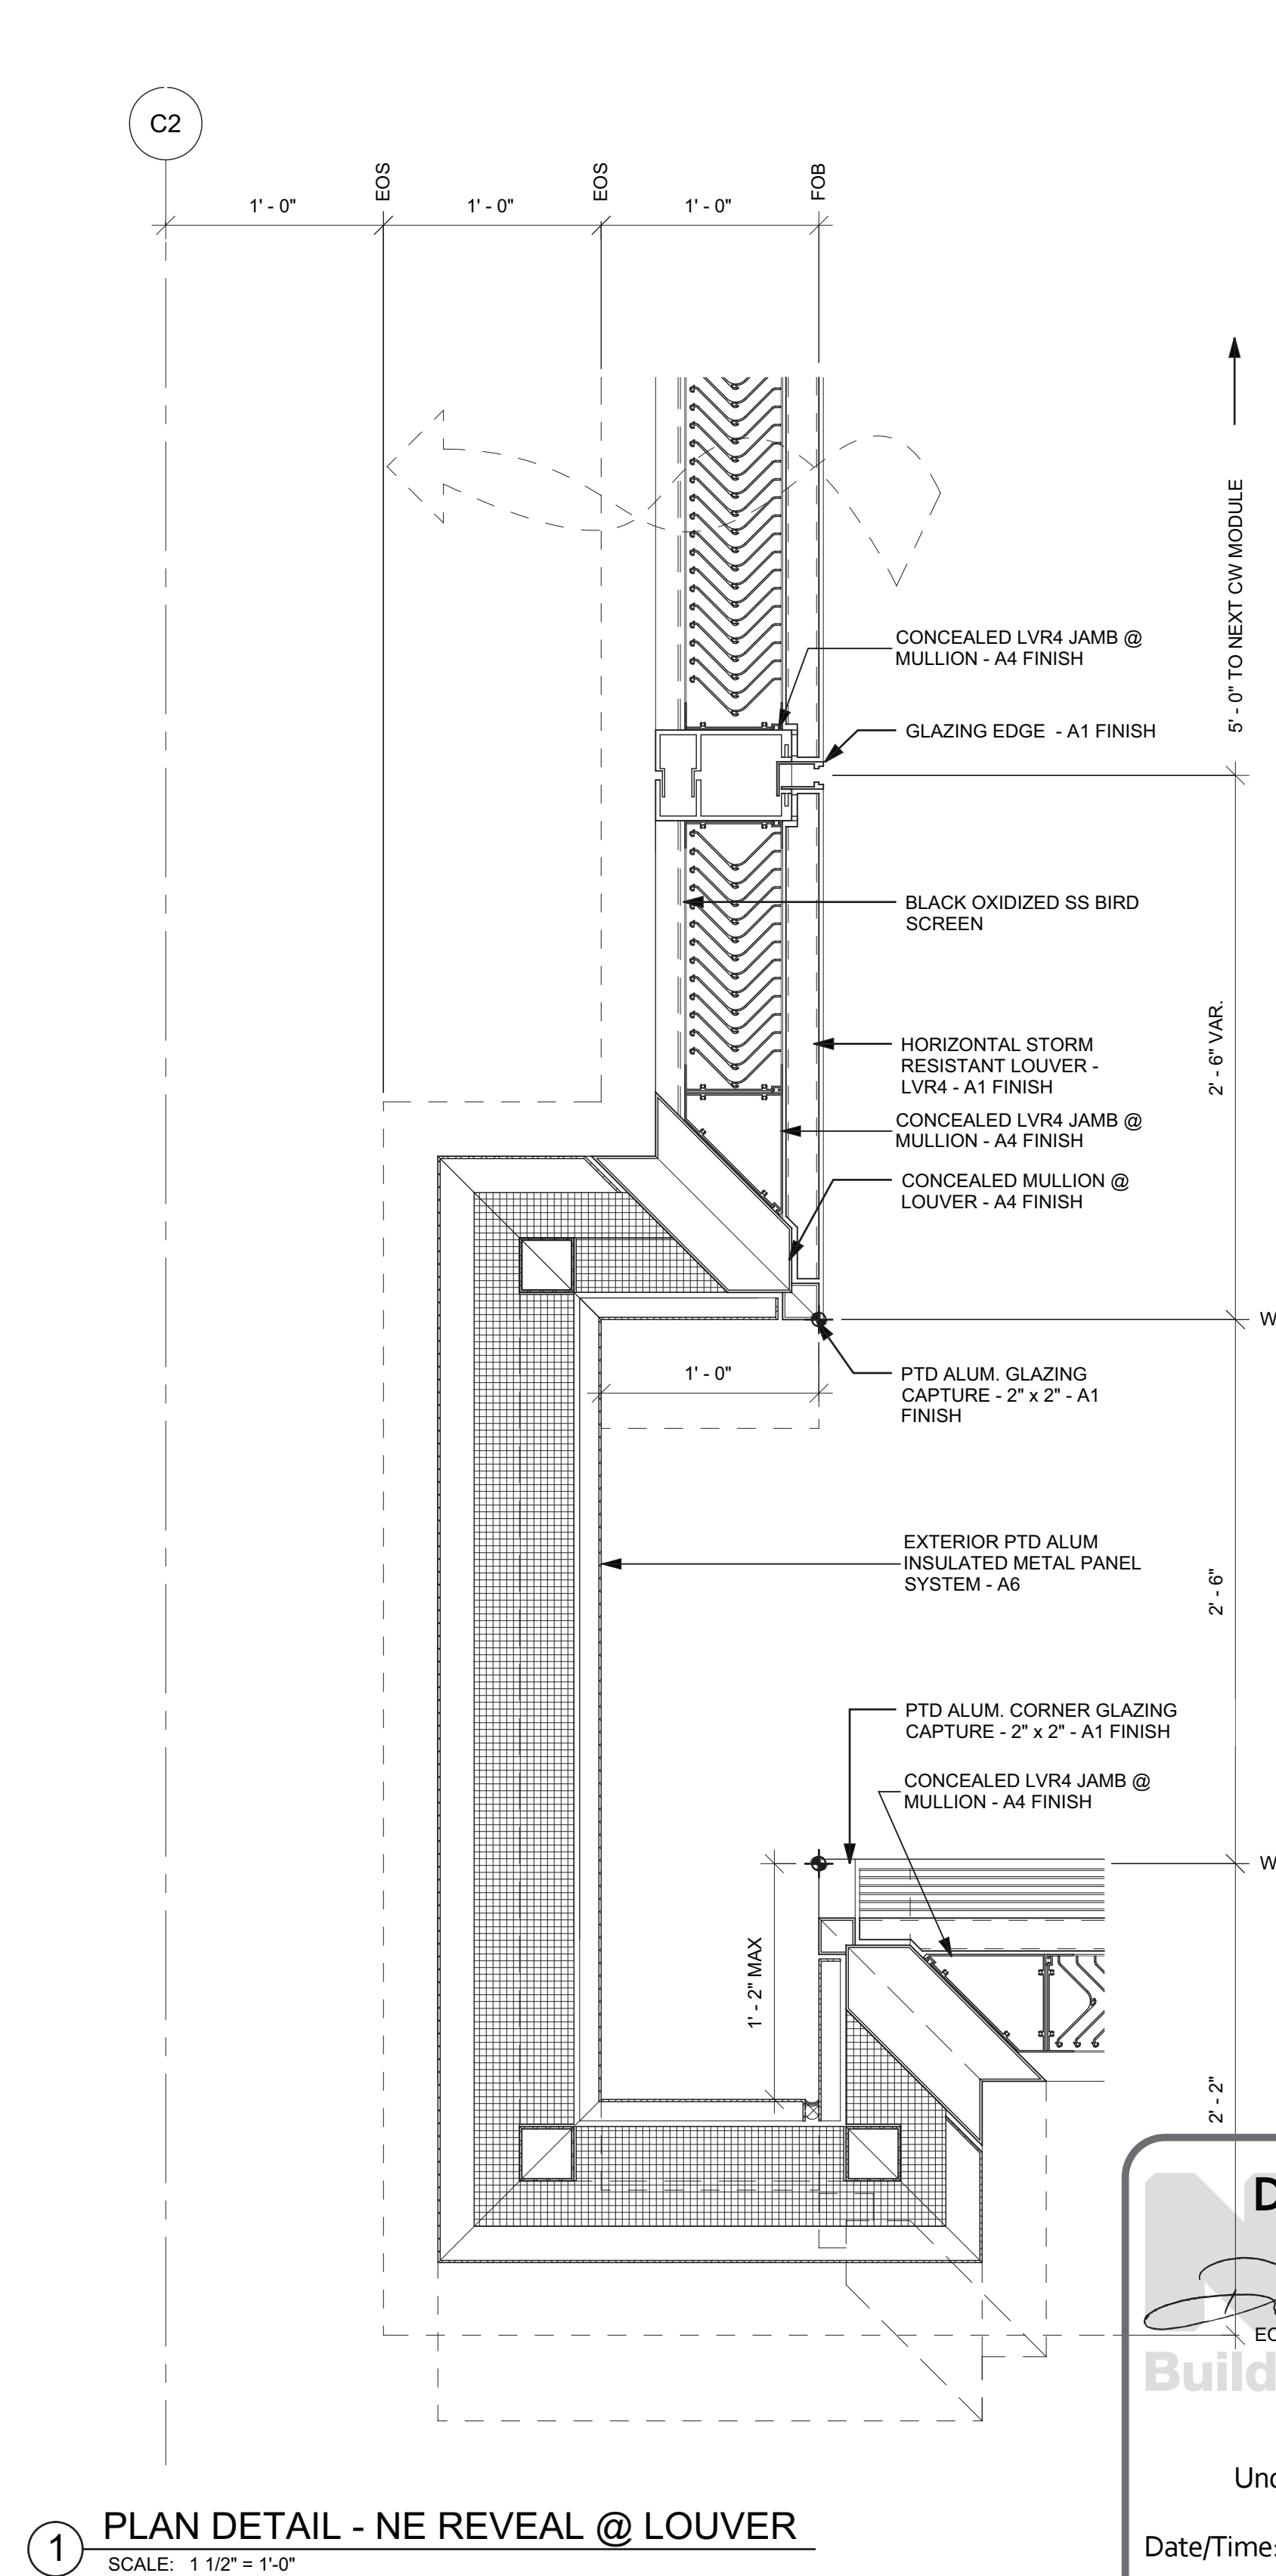 C2
EOS
EOS
FOB
1' - 0"
1' - 0"
1' - 0"
5' - 0" TO NEXT CW MODULE
CONCEALED LVR4 JAMB @
MULLION - A4 FINISH
GLAZING EDGE - A1 FINISH
BLACK OXIDIZED SS BIRD
SCREEN
2' - 6" VAR.
HORIZONTAL STORM
RESISTANT LOUVER -
LVR4 - A1 FINISH
CONCEALED LVR4 JAMB @
MULLION - A4 FINISH
CONCEALED MULLION @
LOUVER - A4 FINISH
W
1' - 0"
PTD ALUM. GLAZING
CAPTURE - 2" x 2" - A1
FINISH
EXTERIOR PTD ALUM
INSULATED METAL PANEL
SYSTEM - A6
2' - 6"
PTD ALUM. CORNER GLAZING
CAPTURE - 2" x 2" - A1 FINISH
CONCEALED LVR4 JAMB @
MULLION - A4 FINISH
W
1' - 2" MAX
2' - 2"
D
Build
Date/Time:
1
PLAN DETAIL - NE REVEAL @ LOUVER
SCALE: 1 1/2" = 1'-0"